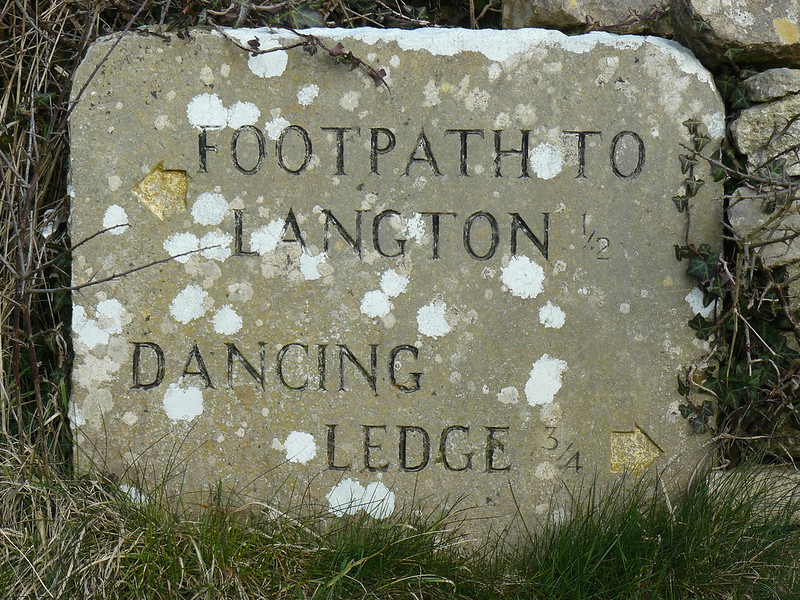 FOOTPATH TO
LANGTON 1/2
DANCING
LEDGE 3/4